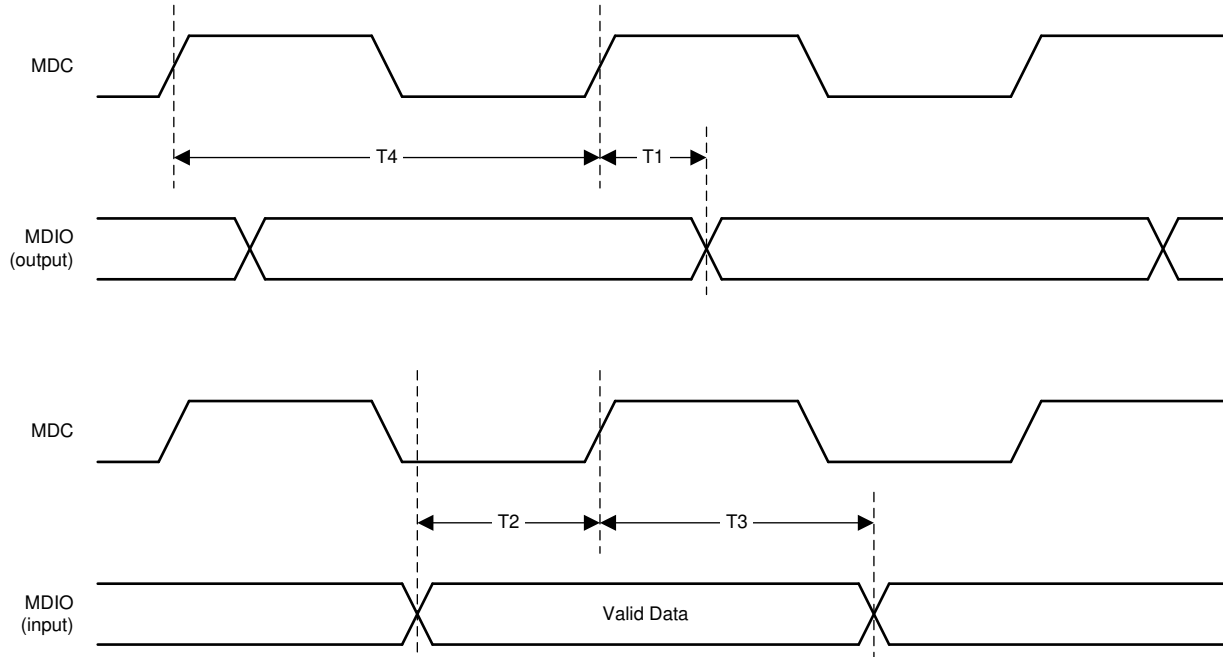 MDC
T4
T1
MDIO
(output)
MDC
T2
T3
MDIO
(input)
Valid Data